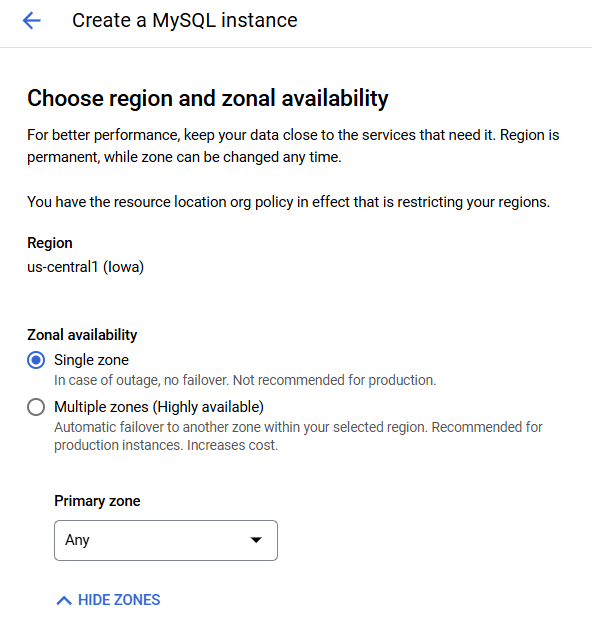 Create a MySQL instance
Choose region and zonal availability
For better performance, keep your data close to the services that need it. Region is
permanent, while zone can be changed any time.
You have the resource location org policy in effect that is restricting your regions.
Region
us-central1 (Iowa)
Zonal availability
Single zone
In case of outage, no failover. Not recommended for production.
Multiple zones (Highly available)
Automatic failover to another zone within your selected region. Recommended for
production instances. Increases cost.
Primary zone
Any
HIDE ZONES